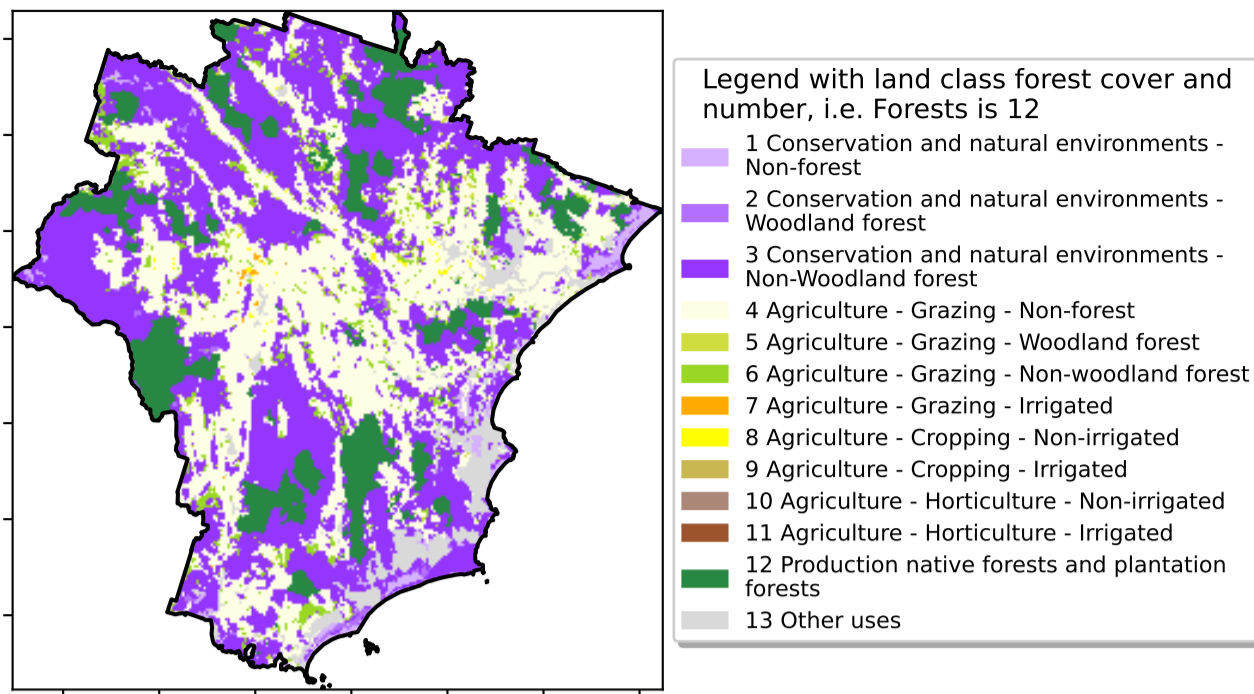 Legend with land class forest cover and
number, i.e. Forests is 12
1 Conservation and natural environments -
Non-forest
2 Conservation and natural environments -
Woodland forest
3 Conservation and natural environments -
Non-Woodland forest
4 Agriculture - Grazing - Non-forest
5 Agriculture - Grazing - Woodland forest
6 Agriculture - Grazing - Non-woodland forest
7 Agriculture - Grazing - Irrigated
8 Agriculture - Cropping - Non-irrigated
9 Agriculture - Cropping - Irrigated
10 Agriculture - Horticulture - Non-irrigated
11 Agriculture - Horticulture - Irrigated
12 Production native forests and plantation
forests
13 Other uses